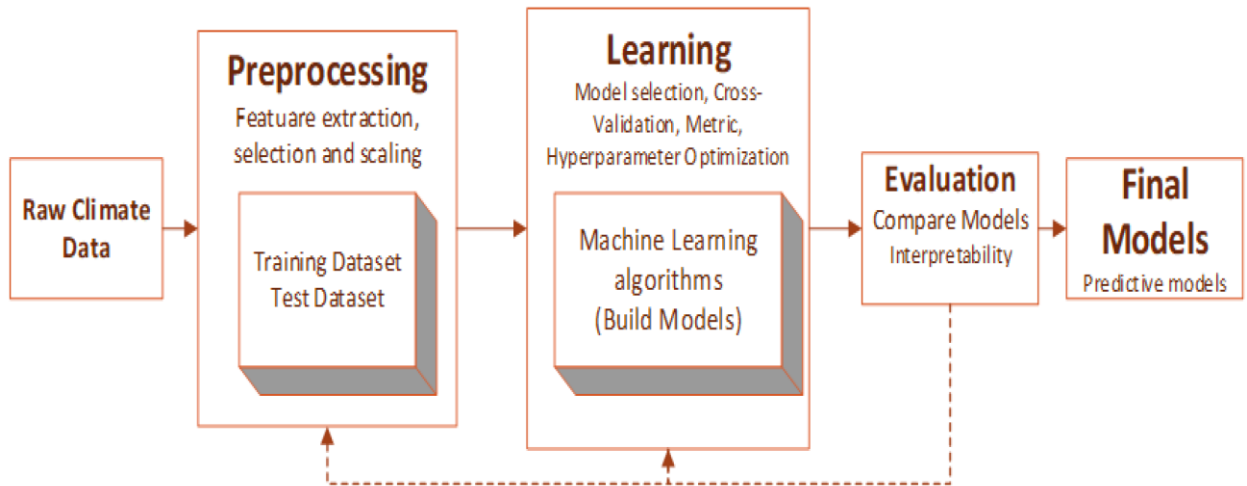 Raw Climate
Data
Preprocessing
Featuare extraction,
selection and scaling
Training Dataset
Test Dataset
Learning
Model selection, Cross-
Validation, Metric,
Hyperparameter Optimization
Machine Learning
algorithms
(Build Models)
Evaluation
Compare Models
Interpretability
Final
Models
Predictive models